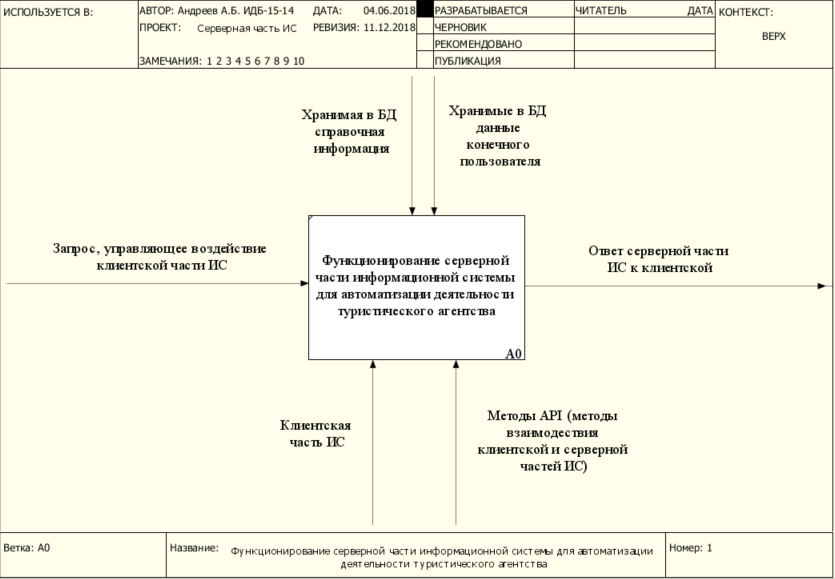 ИСПОЛЬЗУЕТСЯ В:
АВТОР: Андреев А.Б. ИДБ-15-14 ДАТА: 04.06.2018
ПРОЕКТ: Серверная часть ИС РЕВИЗИЯ: 11.12.2018
ЗАМЕЧАНИЯ: 1 2 3 4 5 6 7 8 9 10
РАЗРАБАТЫВАЕТСЯ
ЧЕРНОВИК
РЕКОМЕНДОВАНО
ПУБЛИКАЦИЯ
ЧИТАТЕЛЬ ДАТА
КОНТЕКСТ:
ВЕРХ
Хранимая в БД
справочная
информация
Хранимые в БД
данные
конечного
пользователя
Запрос, управляющее воздействие
клиентской части ИС
Функционирование серверной
части информационной системы
для автоматизации деятельности
туристического агентства
А0
Ответ серверной части
ИС к клиентской
Клиентская
часть ИС
Методы API (методы
взаимодествия
клиентской и серверной
частей ИС)
Ветка: А0
Название: Функционирование серверной части информационной системы для автоматизации
деятельности туристического агентства
Номер: 1